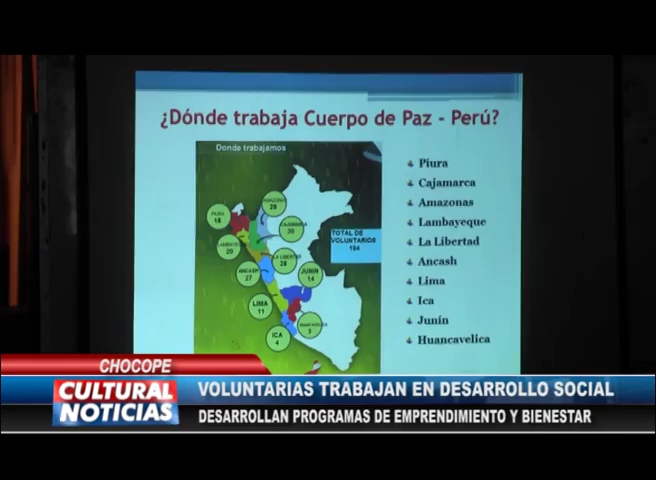 ¿Dónde trabaja Cuerpo de Paz - Perú?
Donde trabajamos
AMAZONAS
28
PIURA
18
CAJAMARCA
30
LAMBAYEQUE
20
TOTAL DE
VOLUNTARIOS
184
LA LIBERTAD
28
ANCASH
27
JUNIN
14
LIMA
11
HUANCAVELICA
3
ICA
4
Piura
Cajamarca
Amazonas
Lambayeque
La Libertad
Ancash
Lima
Ica
Junín
Huancavelica
CHOCOPE
CULTURAL
NOTICIAS
VOLUNTARIAS TRABAJAN EN DESARROLLO SOCIAL
DESARROLLAN PROGRAMAS DE EMPRENDIMIENTO Y BIENESTAR